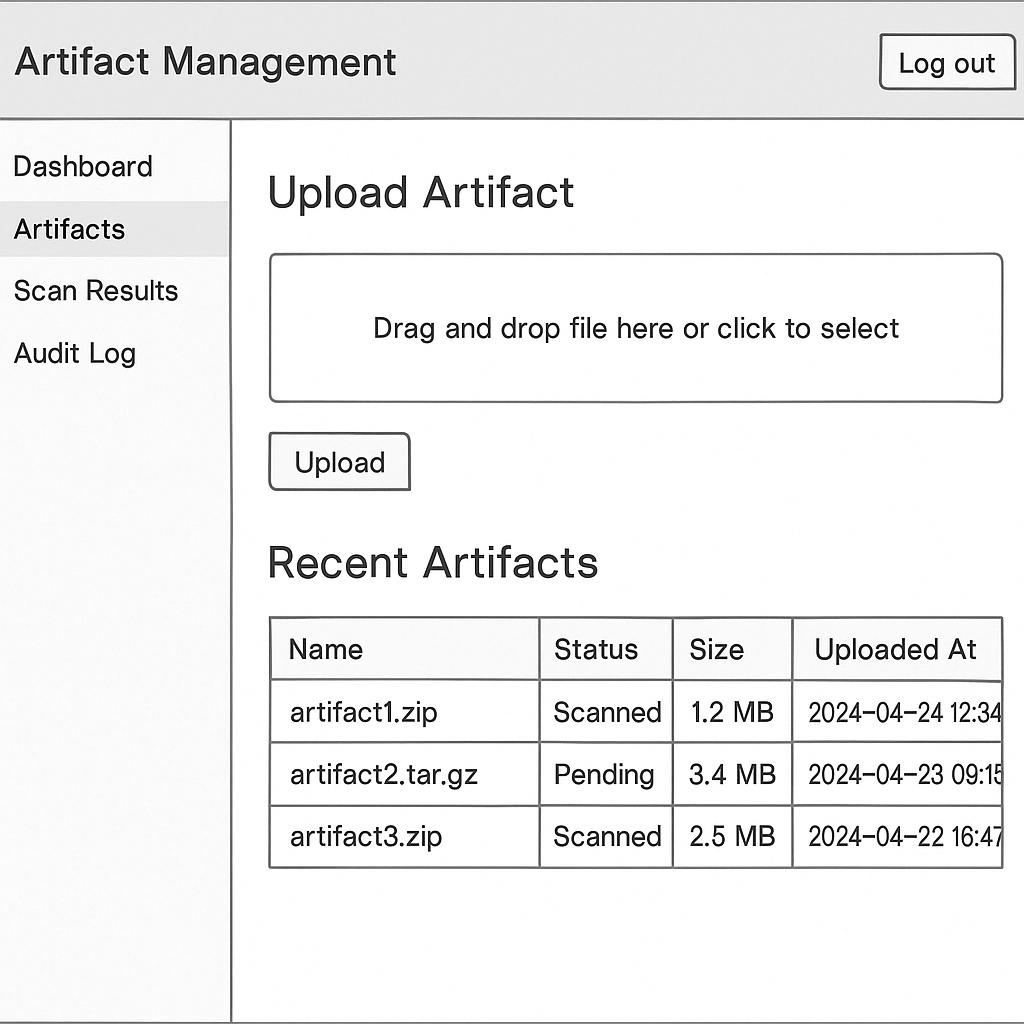 Artifact Management
Log out
Dashboard
Artifacts
Scan Results
Audit Log
Upload Artifact
Drag and drop file here or click to select
Upload
Recent Artifacts
Name Status Size Uploaded At
artifact1.zip Scanned 1.2 MB 2024-04-24 12:34
artifact2.tar.gz Pending 3.4 MB 2024-04-23 09:15
artifact3.zip Scanned 2.5 MB 2024-04-22 16:47